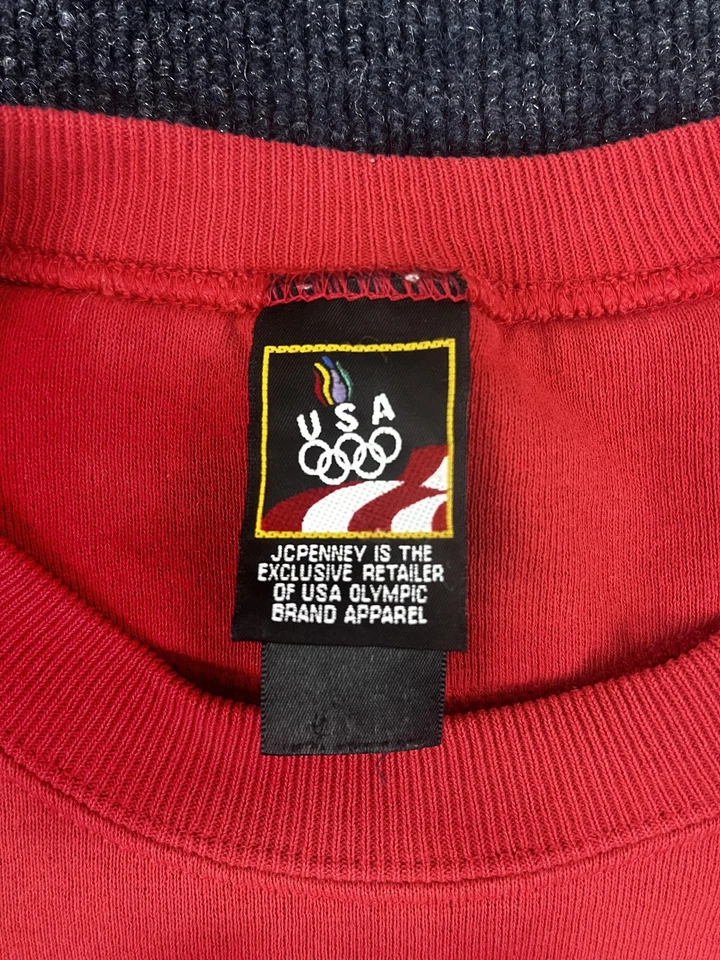 USA
JCPENNEY IS THE
EXCLUSIVE RETAILER
OF USA OLYMPIC
BRAND APPAREL